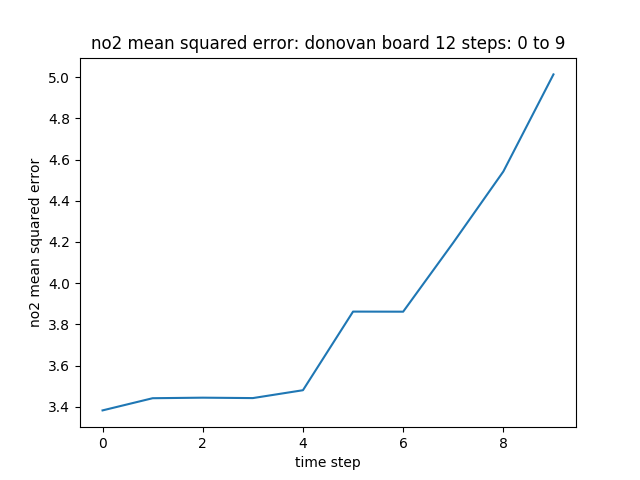 no2 mean squared error: donovan board 12 steps: 0 to 9
5.0
4.8
4.6
4.4
4.2
4.0
3.8
3.6
3.4
no2 mean squared error
0 2 4 6 8
time step